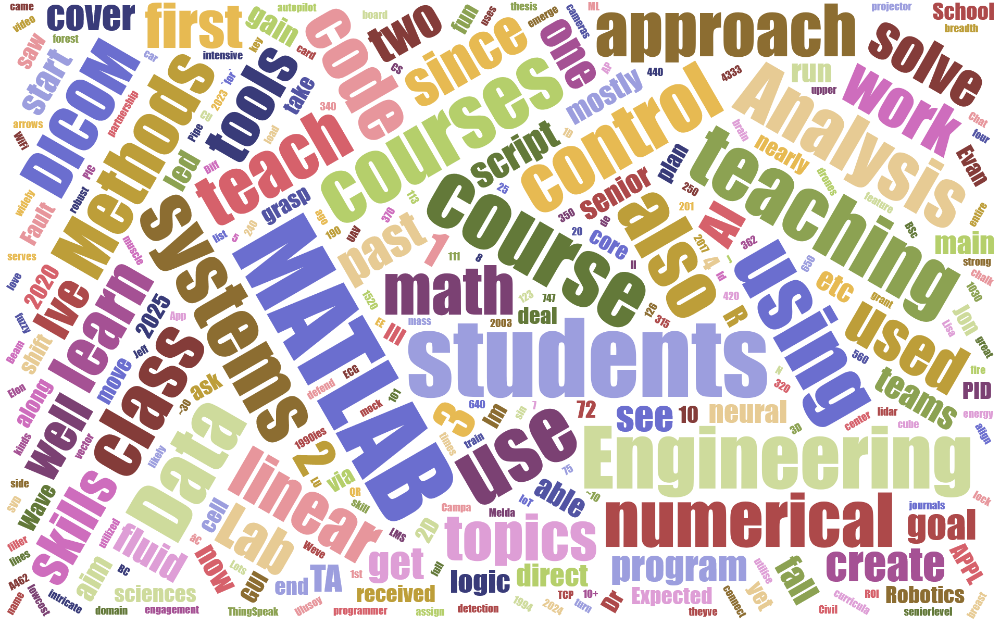 came
cover
first
gain
autopilot
board
two
fun
uses
thesis
emerge
cameras
ML
approach
projector
School
breadth
video
forest
saw
start
car
intensive
key
card
code
CS
since
one
AP
mostly
440
4333
run
upper
solve
work
Chat
four
DICOM
Methods
2023
`for`
tools
take
340
load
partnership
arrows
WiFi
Pipe
courses
script
1D
control
Analysis
brain
nearly
Evan
PIC
led
Diff
teach
widely
robust
Fault
grasp
113
25
plan
senior
250
teaching
drones
feature
entire
systems
list
5
240
ago
190
370
UAV
past
1
course
350
de
20
core
also
201
AI
362
2017
4
BSc
main
strong
serves
muscle
love
2020
Ive
learn
MATLAB
111
8
II
Id
using
650
etc
chalk
1030
math
1520
123
747
deal
126
315
420
R
grant
Jon
Lisa
great
fuzzy
2025
App
EE
III
mass
2003
students
used
560
shift
Beam
Jeff
class
move
Elon
along
ask
defend
ECG
101
mock
~30
N
320
teams
fire
PID
well
kinds
vector
likely
Data
1990ies
2
3
640
lm
sin
7
72
see
10
neural
3D
center
lidar
cube
energy
align
times
train
use
75
Engineering
side
svd
Wave
skills
utilized
linear
via
QR
skill
IoT
able
~10
lock
cell
Lab
LMS
2D
Campa
Melda
topics
numerical
journals
goal
filler
lines
fluid
â€
now
Weve
get
full
direct
program
utiise
fall
create
APPL
A462
name
lowcost
intricate
aim
BC
Lots
GUI
end
TA
1st
logic
sciences
received
TCP
10+
Dr
Expected
connect
yet
ROI
Robotics
curricula
domain
engagement
ThingSpeak
Ulusoy
programmer
assign
detection
1994
2024
turn
theyve
Civil
seniorlevel
breast